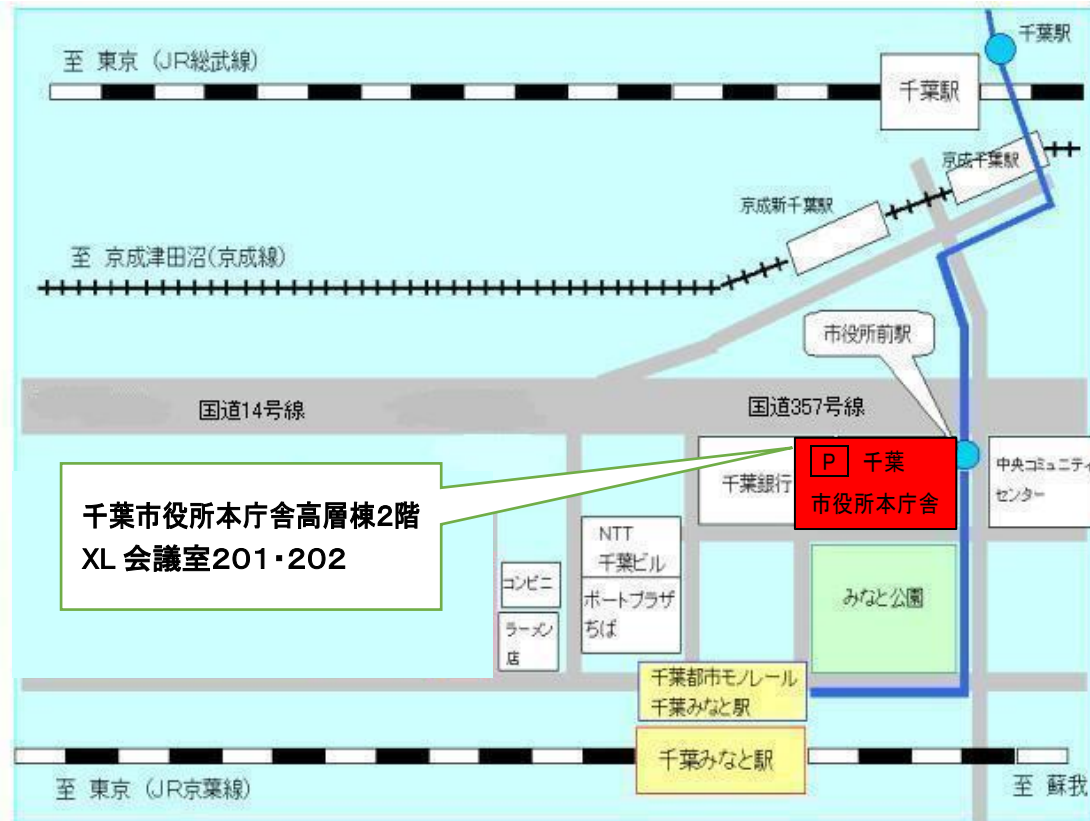 千葉駅
至 東京 (JR総武線)
千葉駅
京成千葉駅
京成新千葉駅
至 京成津田沼(京成線)
市役所前駅
国道14号線
国道357号線
P 千葉
市役所本庁舎
千葉銀行
中央コミュニティ
センター
千葉市役所本庁舎高層棟2階
XL 会議室201・202
NTT
千葉ビル
ポートプラザ
ちば
コンビニ
ラーメン
店
みなと公園
千葉都市モノレール
千葉みなと駅
千葉みなと駅
至 東京 (JR京葉線)
至 蘇我